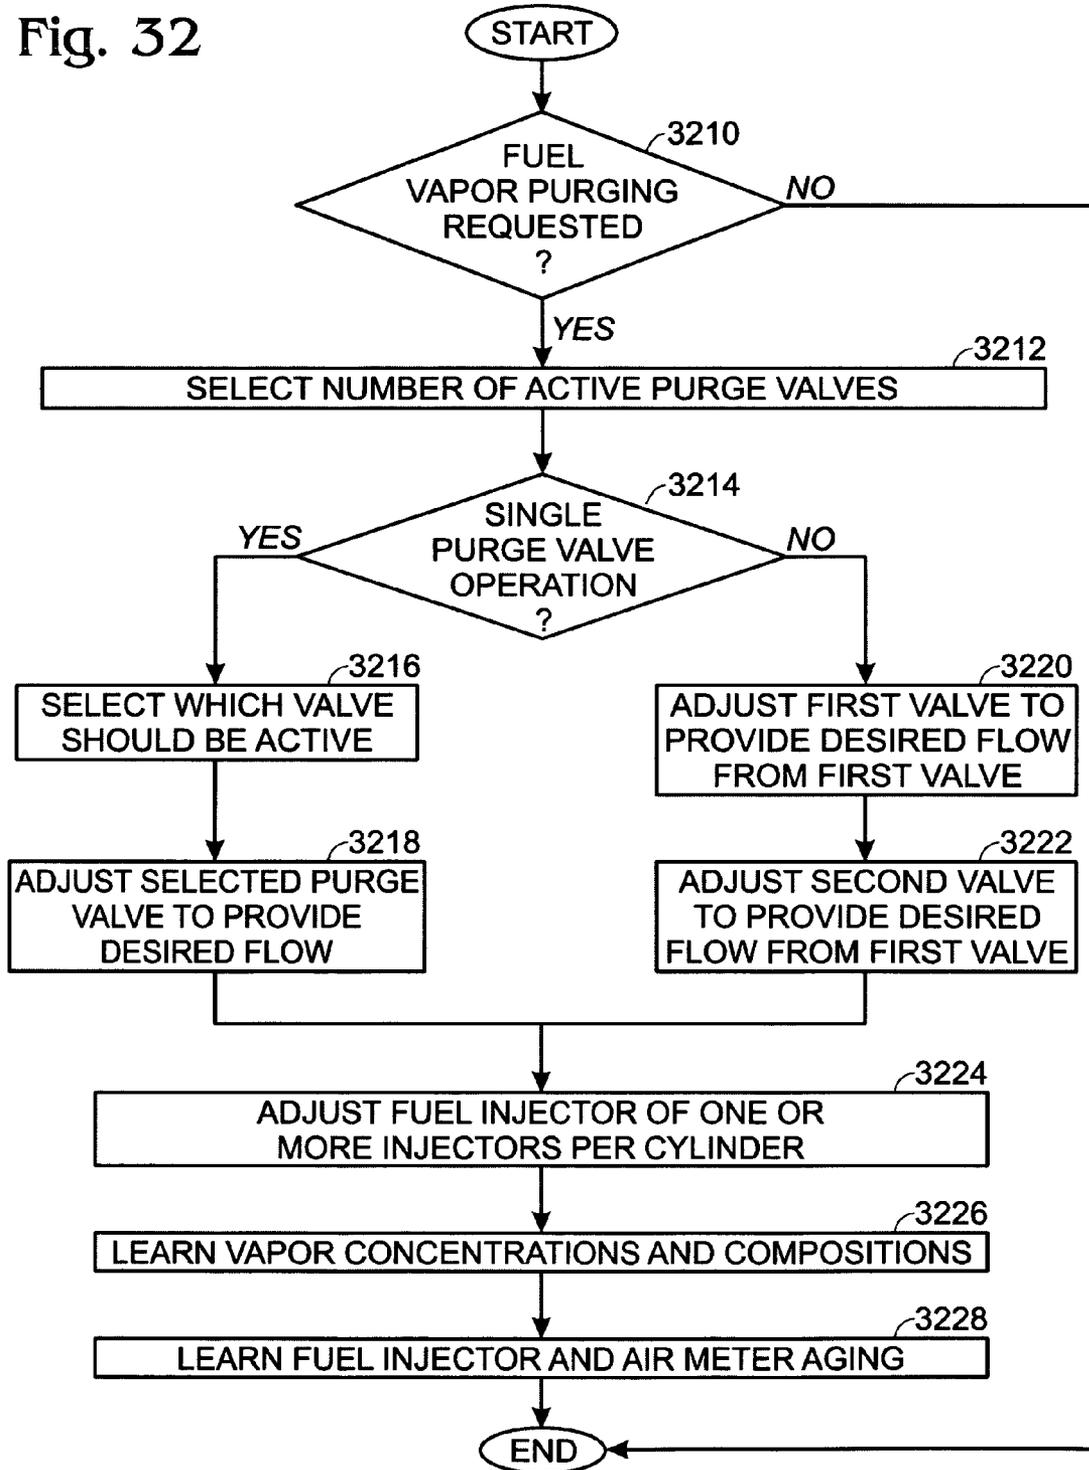 Fig. 32
START
3210
FUEL
VAPOR PURGING
REQUESTED
?
NO
YES
3212
SELECT NUMBER OF ACTIVE PURGE VALVES
3214
SINGLE
PURGE VALVE
OPERATION
?
YES
NO
3216
SELECT WHICH VALVE
SHOULD BE ACTIVE
3220
ADJUST FIRST VALVE TO
PROVIDE DESIRED FLOW
FROM FIRST VALVE
3218
ADJUST SELECTED PURGE
VALVE TO PROVIDE
DESIRED FLOW
3222
ADJUST SECOND VALVE
TO PROVIDE DESIRED
FLOW FROM FIRST VALVE
3224
ADJUST FUEL INJECTOR OF ONE OR
MORE INJECTORS PER CYLINDER
3226
LEARN VAPOR CONCENTRATIONS AND COMPOSITIONS
3228
LEARN FUEL INJECTOR AND AIR METER AGING
END